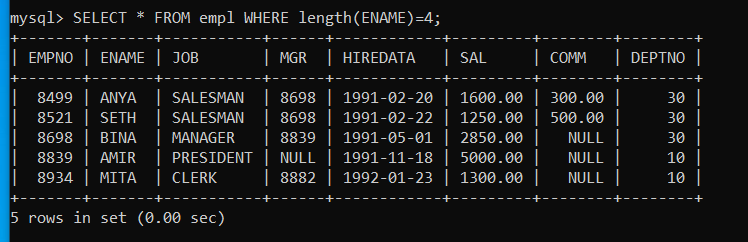 mysql> SELECT * FROM empl WHERE length(ENAME)=4;
+-------+-------+-----------+------+------------+---------+--------+--------+
| EMPNO | ENAME | JOB       | MGR  | HIREDATA   | SAL     | COMM   | DEPTNO |
+-------+-------+-----------+------+------------+---------+--------+--------+
|  8499 | ANYA  | SALESMAN  | 8698 | 1991-02-20 | 1600.00 | 300.00 |     30 |
|  8521 | SETH  | SALESMAN  | 8698 | 1991-02-22 | 1250.00 | 500.00 |     30 |
|  8698 | BINA  | MANAGER   | 8839 | 1991-05-01 | 2850.00 |   NULL |     30 |
|  8839 | AMIR  | PRESIDENT | NULL | 1991-11-18 | 5000.00 |   NULL |     10 |
|  8934 | MITA  | CLERK     | 8882 | 1992-01-23 | 1300.00 |   NULL |     10 |
+-------+-------+-----------+------+------------+---------+--------+--------+
5 rows in set (0.00 sec)